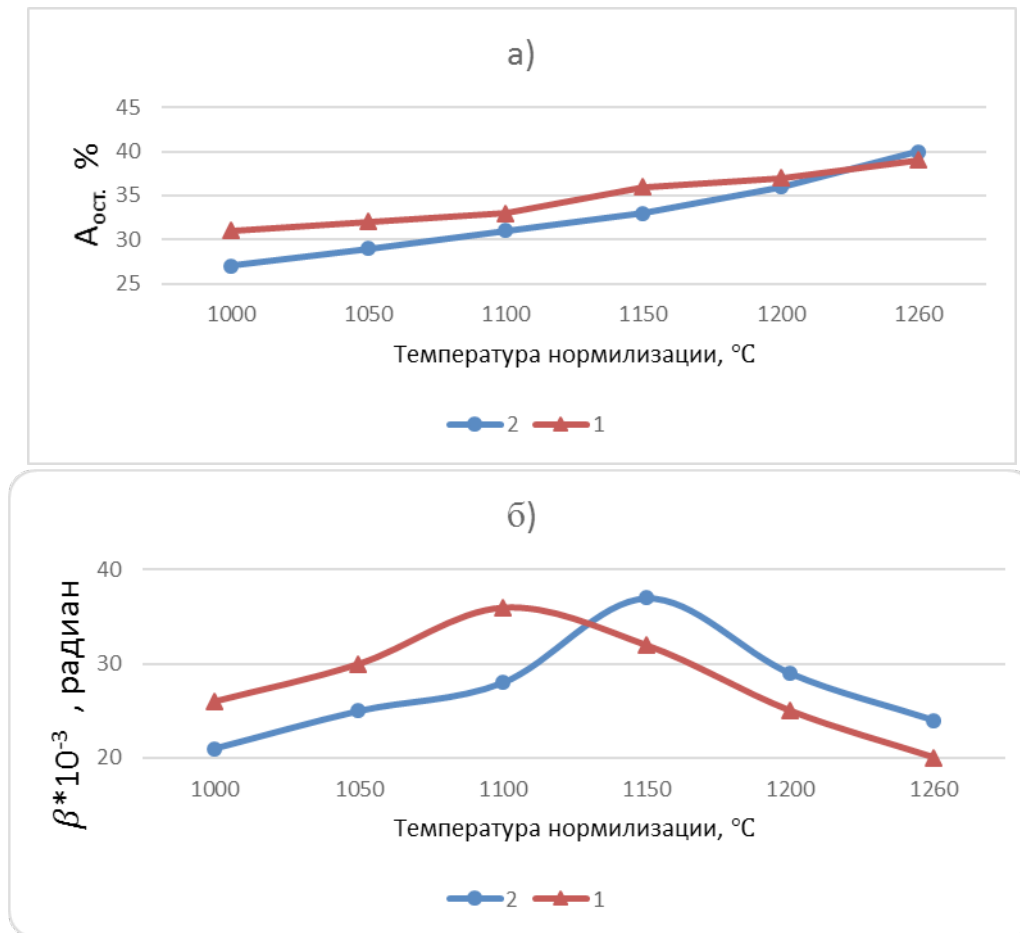 а)
А_ост. %
45
40
35
30
25
1000 1050 1100 1150 1200 1260
Температура нормилизации, °С
2 1
б)
β*10⁻³ , радиан
40
30
20
1000 1050 1100 1150 1200 1260
Температура нормилизации, °С
2 1